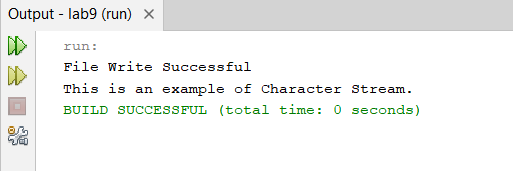 Output - lab9 (run)
run:
File Write Successful
This is an example of Character Stream.
BUILD SUCCESSFUL (total time: 0 seconds)